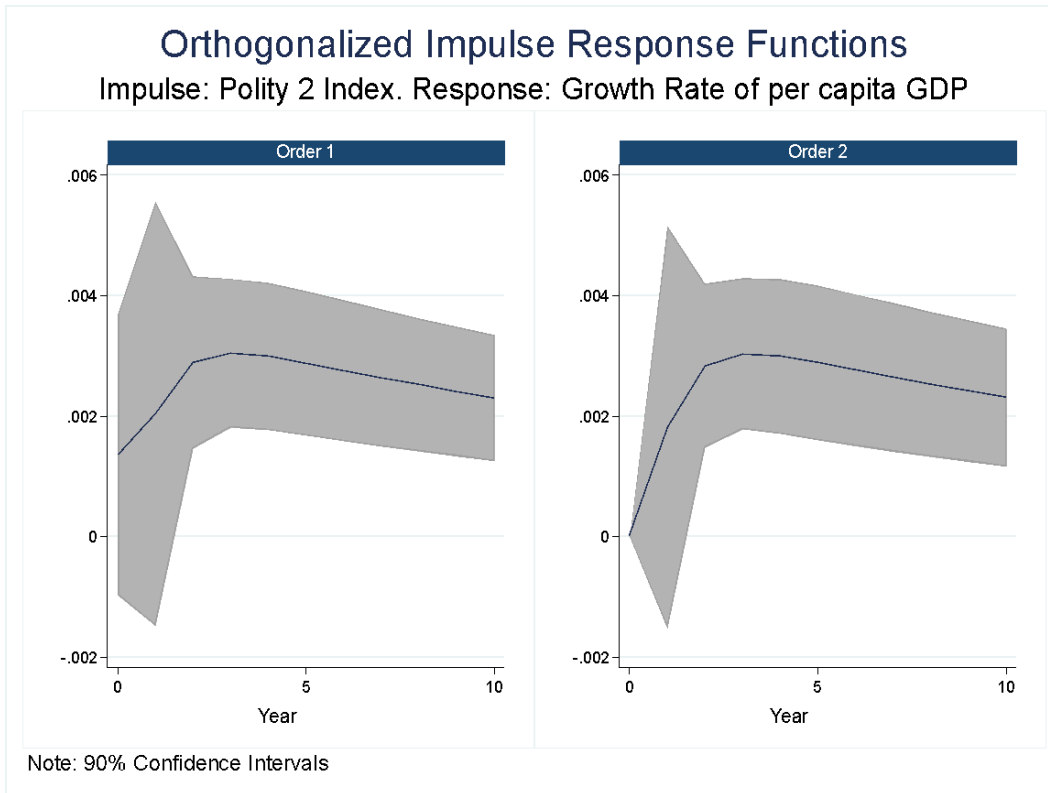 Orthogonalized Impulse Response Functions
Impulse: Polity 2 Index. Response: Growth Rate of per capita GDP
Order 1
.006
.004
.002
0
-.002
0 5 10
Year
Order 2
.006
.004
.002
0
-.002
0 5 10
Year
Note: 90% Confidence Intervals